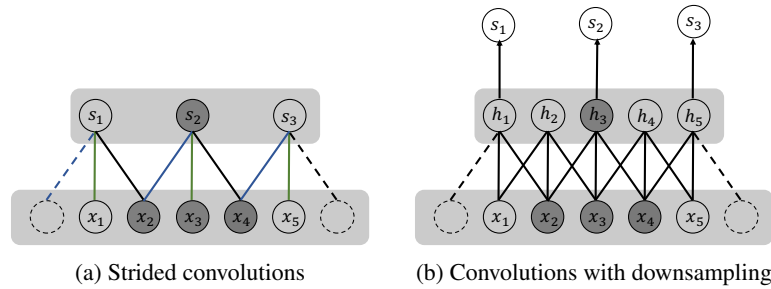 s₁ s₂ s₃
s₁ s₂ s₃ h₁ h₂ h₃ h₄ h₅
x₁ x₂ x₃ x₄ x₅ x₁ x₂ x₃ x₄ x₅
(a) Strided convolutions (b) Convolutions with downsampling